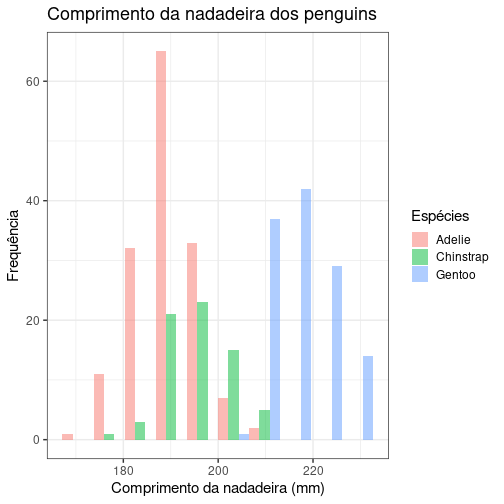 Comprimento da nadadeira dos penguins
Frequência
60
40
20
0
180
200
220
Comprimento da nadadeira (mm)
Espécies
Adelie
Chinstrap
Gentoo